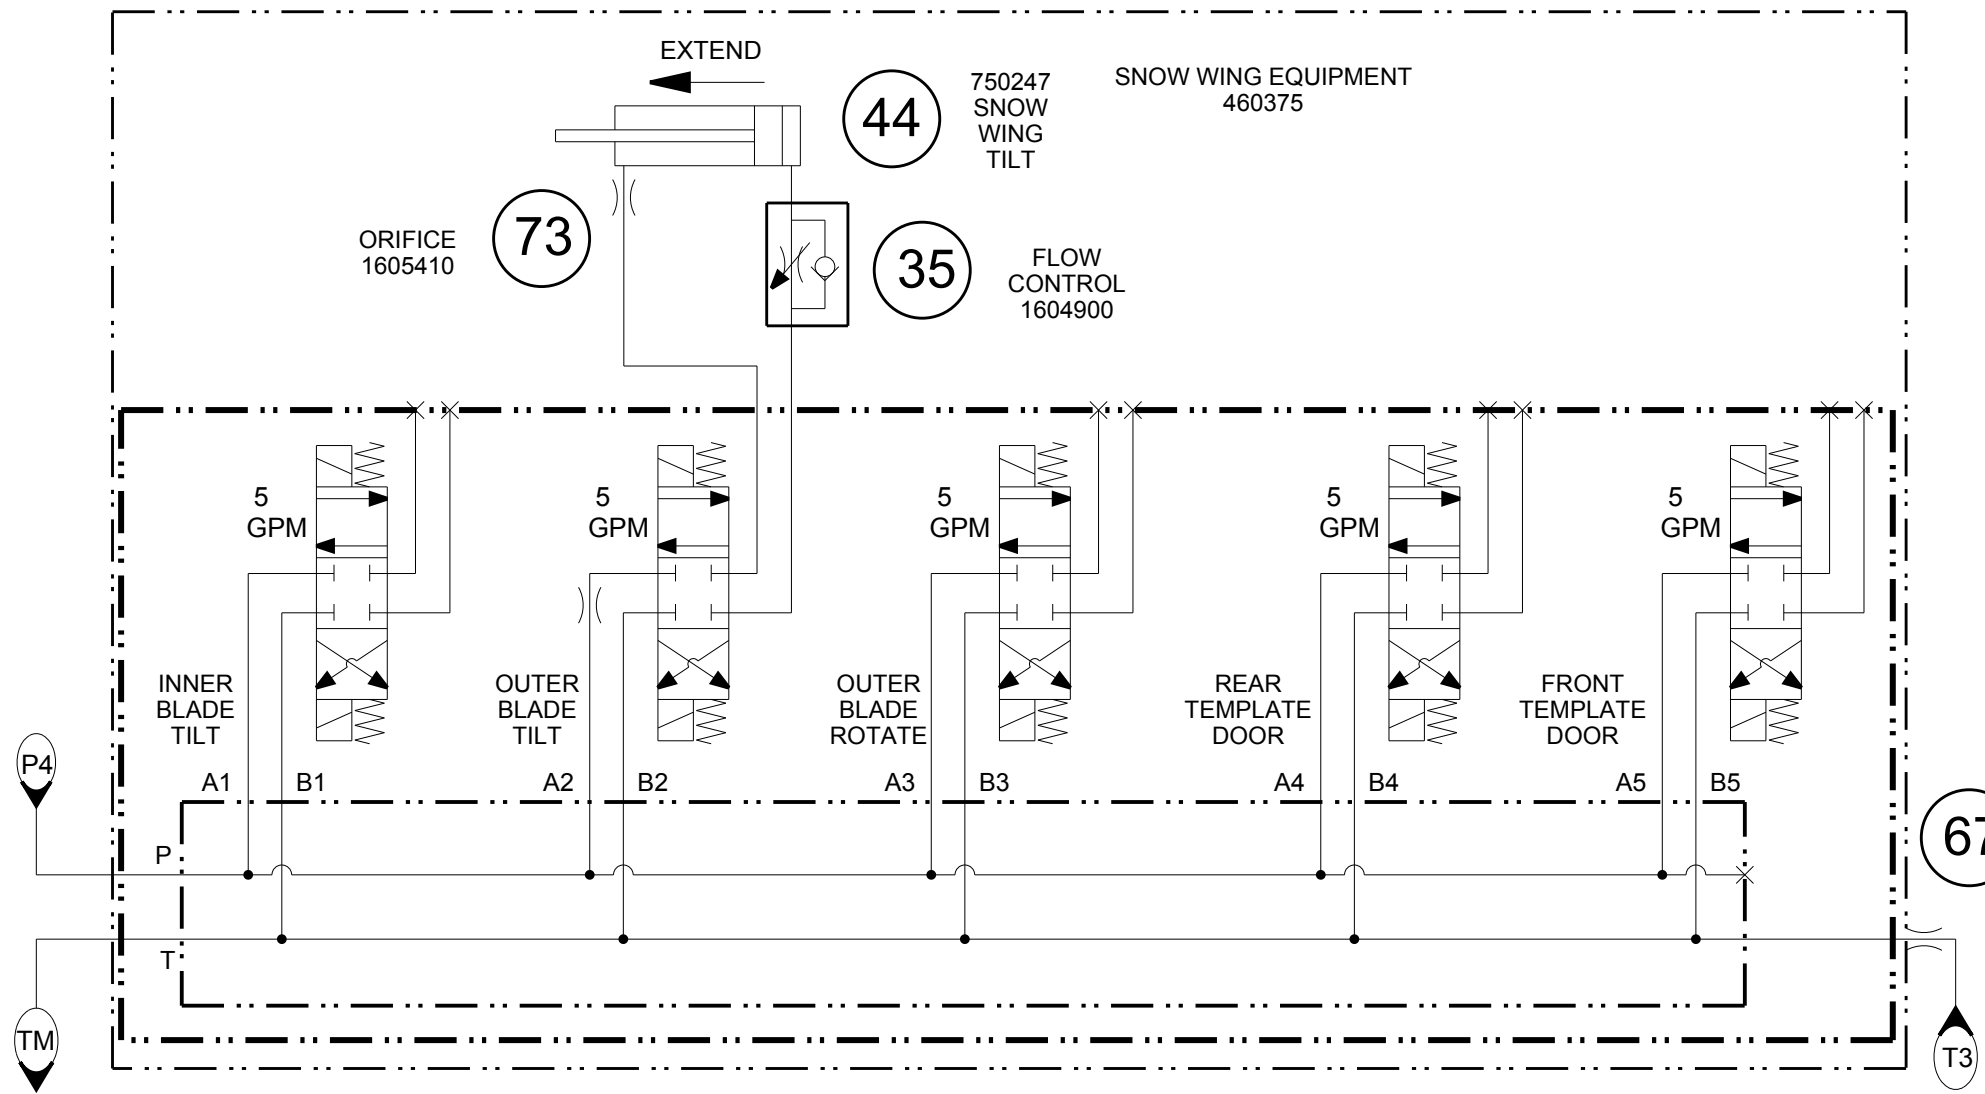 EXTEND
44
750247
SNOW
WING
TILT
SNOW WING EQUIPMENT
460375
73
ORIFICE
1605410
35
FLOW
CONTROL
1604900
5
GPM
5
GPM
5
GPM
5
GPM
5
GPM
INNER
BLADE
TILT
OUTER
BLADE
TILT
OUTER
BLADE
ROTATE
REAR
TEMPLATE
DOOR
FRONT
TEMPLATE
DOOR
P4
A1
B1
A2
B2
A3
B3
A4
B4
A5
B5
P
67
T
TM
T3